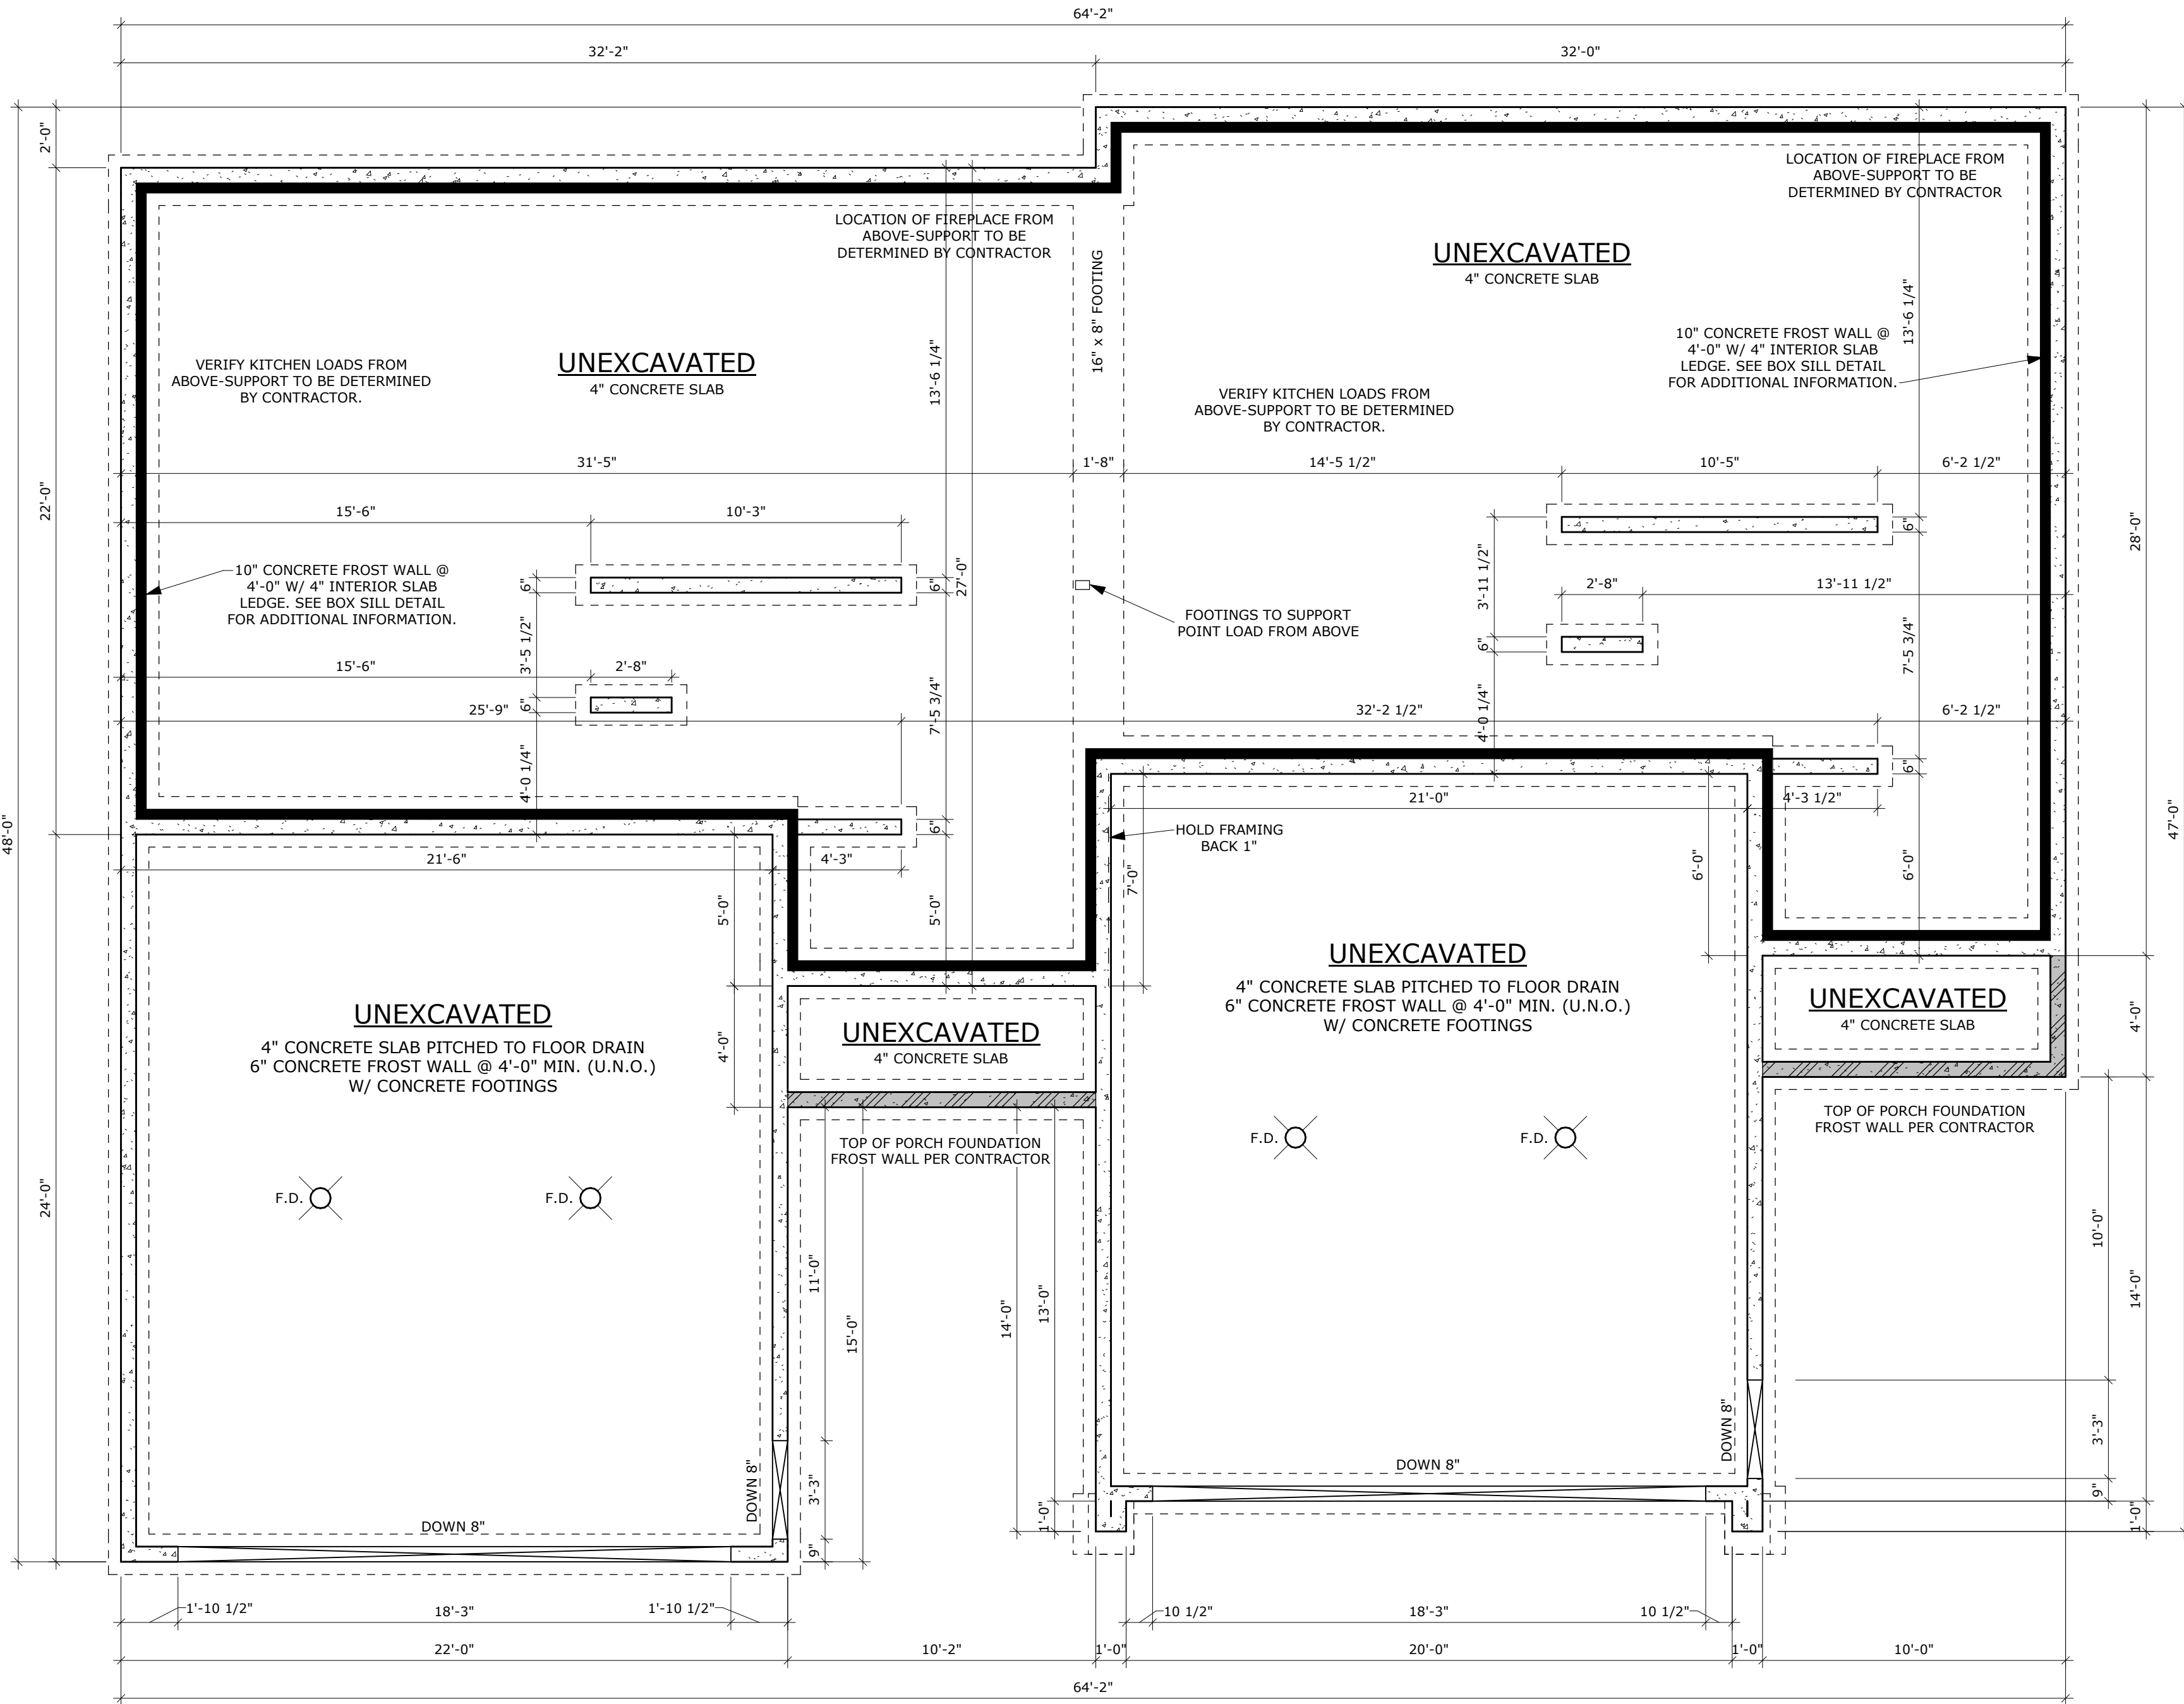 64'-2"
32'-2"
32'-0"
2'-0"
LOCATION OF FIREPLACE FROM
ABOVE-SUPPORT TO BE
DETERMINED BY CONTRACTOR
LOCATION OF FIREPLACE FROM
ABOVE-SUPPORT TO BE
DETERMINED BY CONTRACTOR
UNEXCAVATED
4" CONCRETE SLAB
16" x 8" FOOTING
13'-6 1/4"
13'-6 1/4"
10" CONCRETE FROST WALL @
4'-0" W/ 4" INTERIOR SLAB
LEDGE. SEE BOX SILL DETAIL
FOR ADDITIONAL INFORMATION.
VERIFY KITCHEN LOADS FROM
ABOVE-SUPPORT TO BE DETERMINED
BY CONTRACTOR.
UNEXCAVATED
4" CONCRETE SLAB
VERIFY KITCHEN LOADS FROM
ABOVE-SUPPORT TO BE DETERMINED
BY CONTRACTOR.
31'-5"
1'-8"
14'-5 1/2"
10'-5"
6'-2 1/2"
22'-0"
15'-6"
10'-3"
6"
28'-0"
3'-11 1/2"
10" CONCRETE FROST WALL @
4'-0" W/ 4" INTERIOR SLAB
LEDGE. SEE BOX SILL DETAIL
FOR ADDITIONAL INFORMATION.
6"
6"
27'-0"
2'-8"
13'-11 1/2"
FOOTINGS TO SUPPORT
POINT LOAD FROM ABOVE
3'-5 1/2"
6"
7'-5 3/4"
15'-6"
2'-8"
6"
7'-5 3/4"
25'-9"
32'-2 1/2"
6'-2 1/2"
4'-0 1/4"
4'-0 1/4"
6"
21'-0"
4'-3 1/2"
48'-0"
47'-0"
6"
HOLD FRAMING
BACK 1"
21'-6"
4'-3"
7'-0"
6'-0"
6'-0"
5'-0"
5'-0"
UNEXCAVATED
4" CONCRETE SLAB PITCHED TO FLOOR DRAIN
6" CONCRETE FROST WALL @ 4'-0" MIN. (U.N.O.)
W/ CONCRETE FOOTINGS
UNEXCAVATED
4" CONCRETE SLAB
4'-0"
UNEXCAVATED
4" CONCRETE SLAB PITCHED TO FLOOR DRAIN
6" CONCRETE FROST WALL @ 4'-0" MIN. (U.N.O.)
W/ CONCRETE FOOTINGS
4'-0"
UNEXCAVATED
4" CONCRETE SLAB
TOP OF PORCH FOUNDATION
FROST WALL PER CONTRACTOR
TOP OF PORCH FOUNDATION
FROST WALL PER CONTRACTOR
F.D.
F.D.
F.D.
F.D.
24'-0"
11'-0"
15'-0"
14'-0"
13'-0"
10'-0"
14'-0"
DOWN 8"
3'-3"
DOWN 8"
9"
1'-0"
1'-0"
DOWN 8"
3'-3"
DOWN 8"
9"
1'-10 1/2"
18'-3"
1'-10 1/2"
10 1/2"
18'-3"
10 1/2"
22'-0"
10'-2"
1'-0"
20'-0"
1'-0"
10'-0"
64'-2"